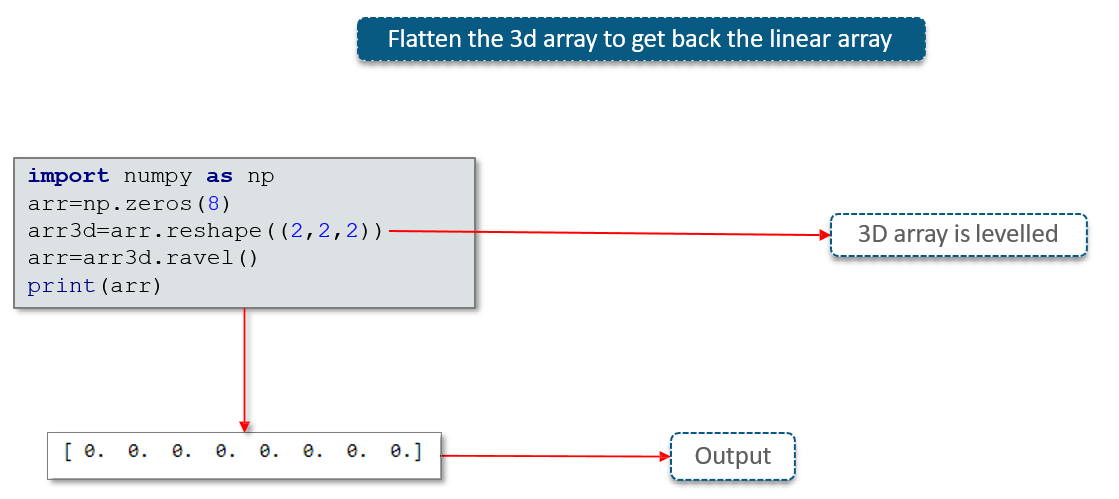 Flatten the 3d array to get back the linear array
import numpy as np
arr=np.zeros(8)
arr3d=arr.reshape((2,2,2))
3D array is levelled
arr=arr3d.ravel()
print(arr)
[ 0.  0.  0.  0.  0.  0.  0.  0.]
Output